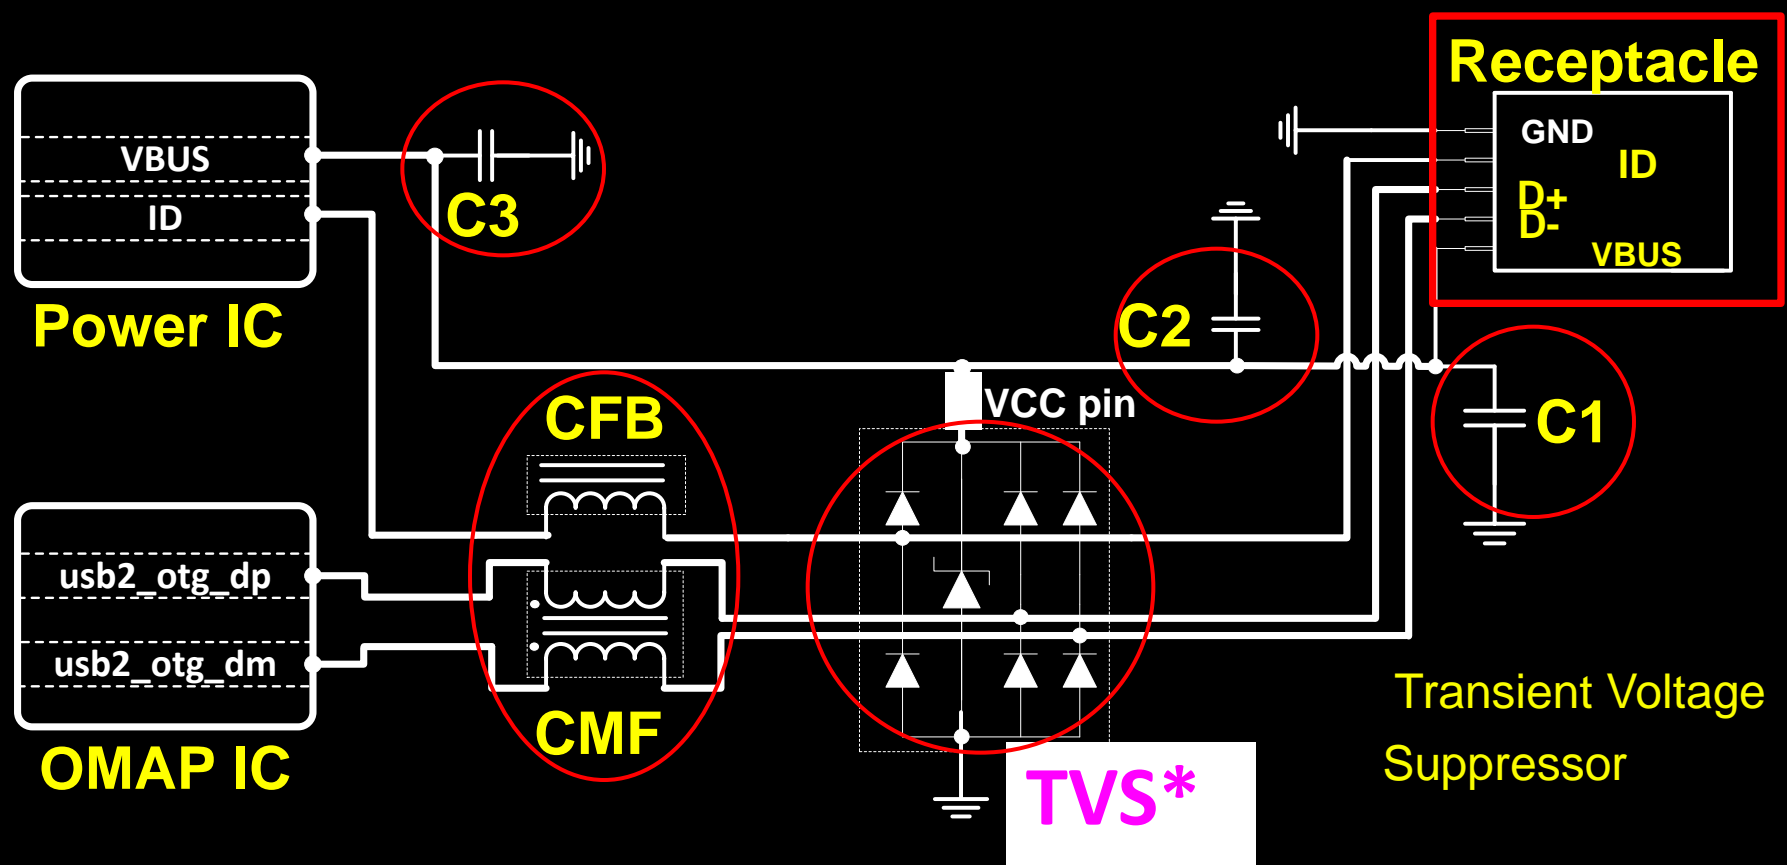 Receptacle
GND
ID
D+
D-
VBUS
VBUS
ID
C3
Power IC
C2
C1
VCC pin
CFB
usb2_otg_dp
usb2_otg_dm
CMF
OMAP IC
TVS*
Transient Voltage
Suppressor